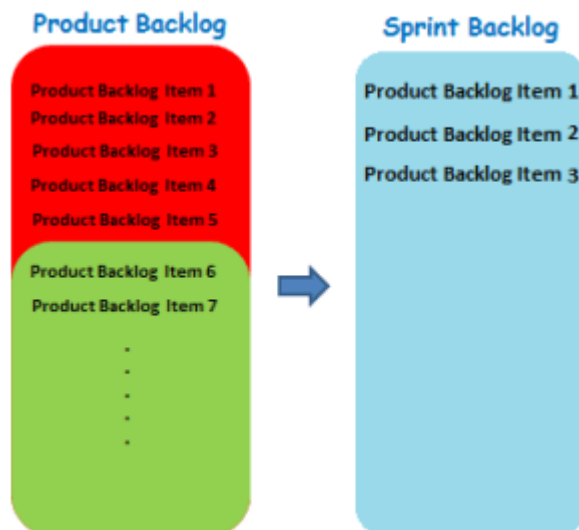 Product Backlog
Product Backlog Item 1
Product Backlog Item 2
Product Backlog Item 3
Product Backlog Item 4
Product Backlog Item 5
Product Backlog Item 6
Product Backlog Item 7
.
.
.
.
.
Sprint Backlog
Product Backlog Item 1
Product Backlog Item 2
Product Backlog Item 3